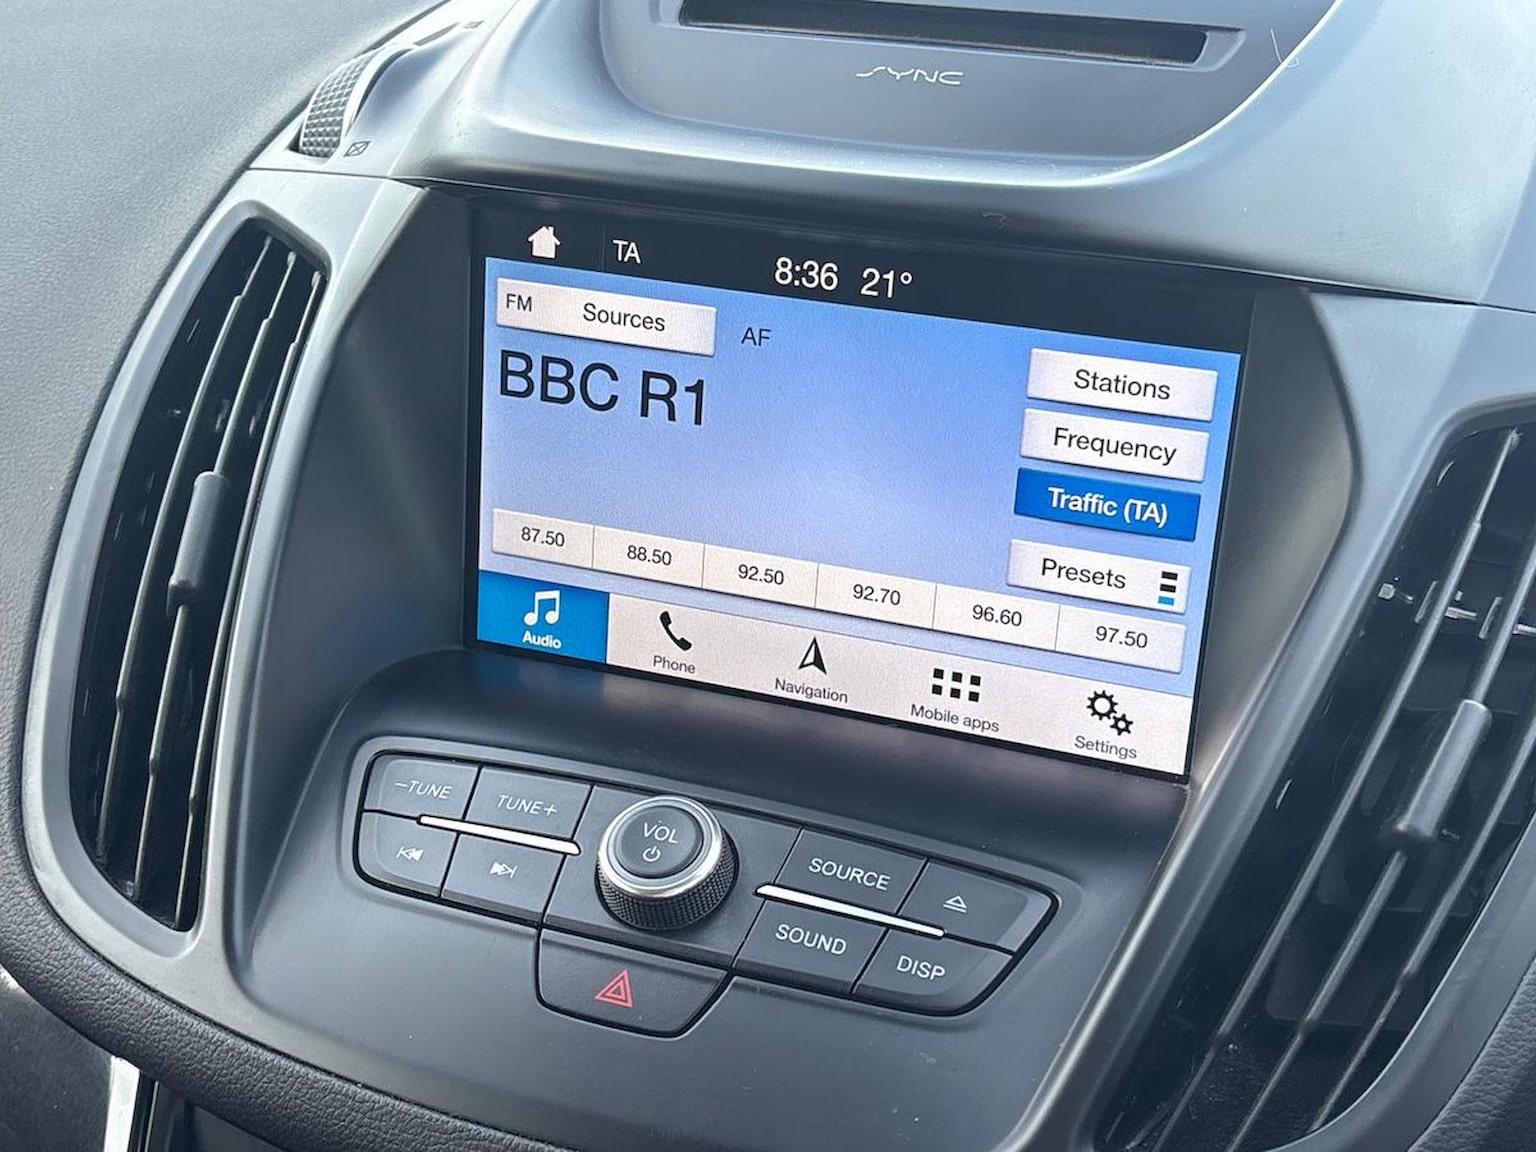 SYNC
TA
8:36 21°
FM Sources
AF
BBC R1
Stations
Frequency
Traffic (TA)
Presets
87.50 88.50 92.50 92.70 96.60 97.50
Audio Phone Navigation Mobile apps Settings
−TUNE TUNE+
VOL
SOURCE
SOUND
DISP